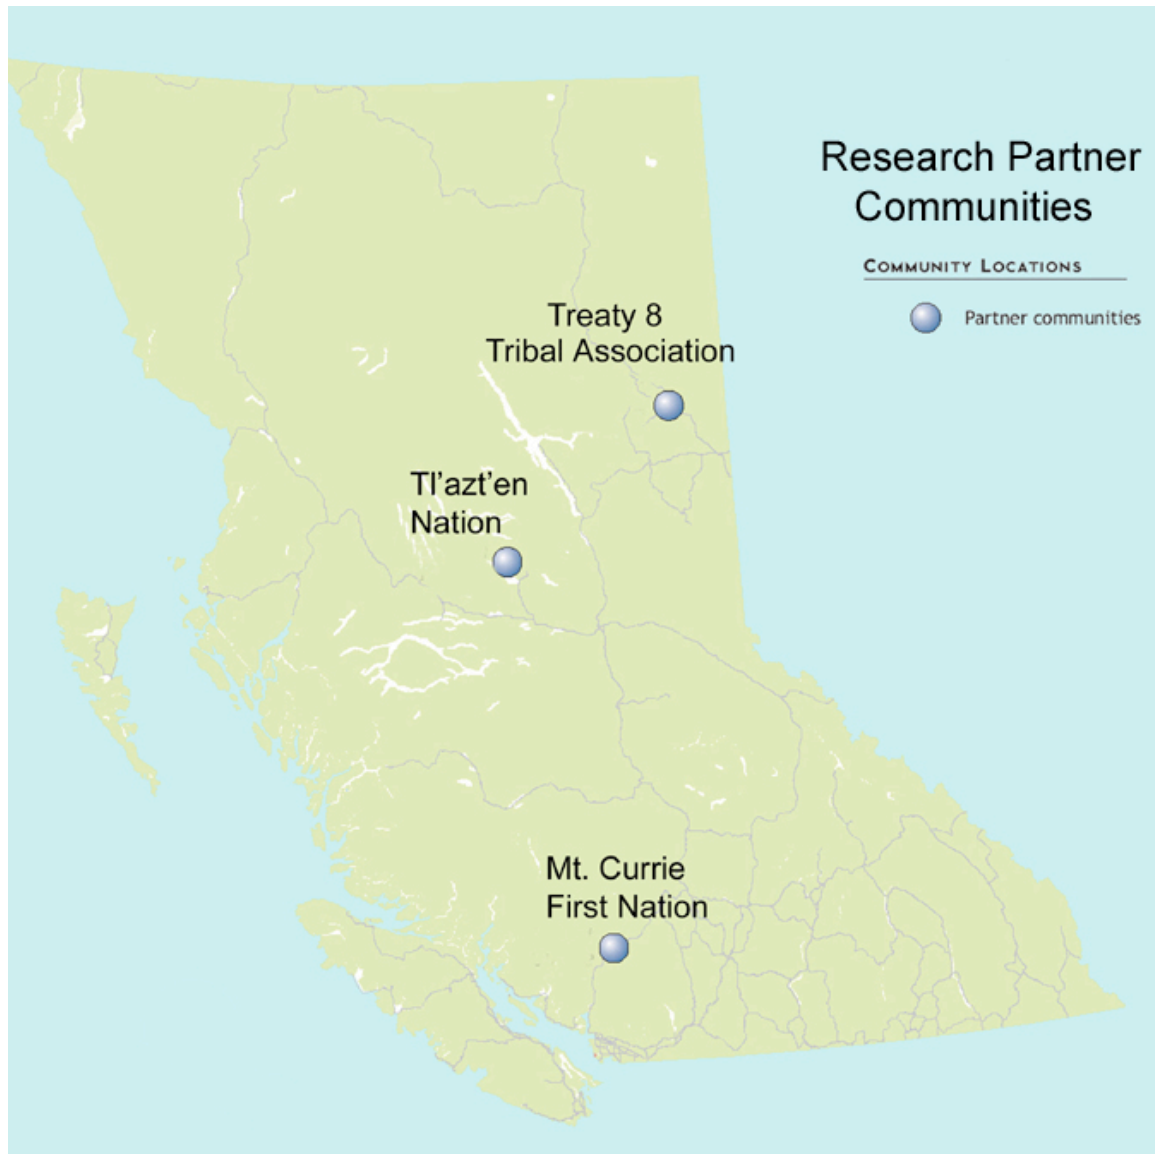 Research Partner
Communities
COMMUNITY LOCATIONS
Partner communities
Treaty 8
Tribal Association
Tl’azt’en
Nation
Mt. Currie
First Nation